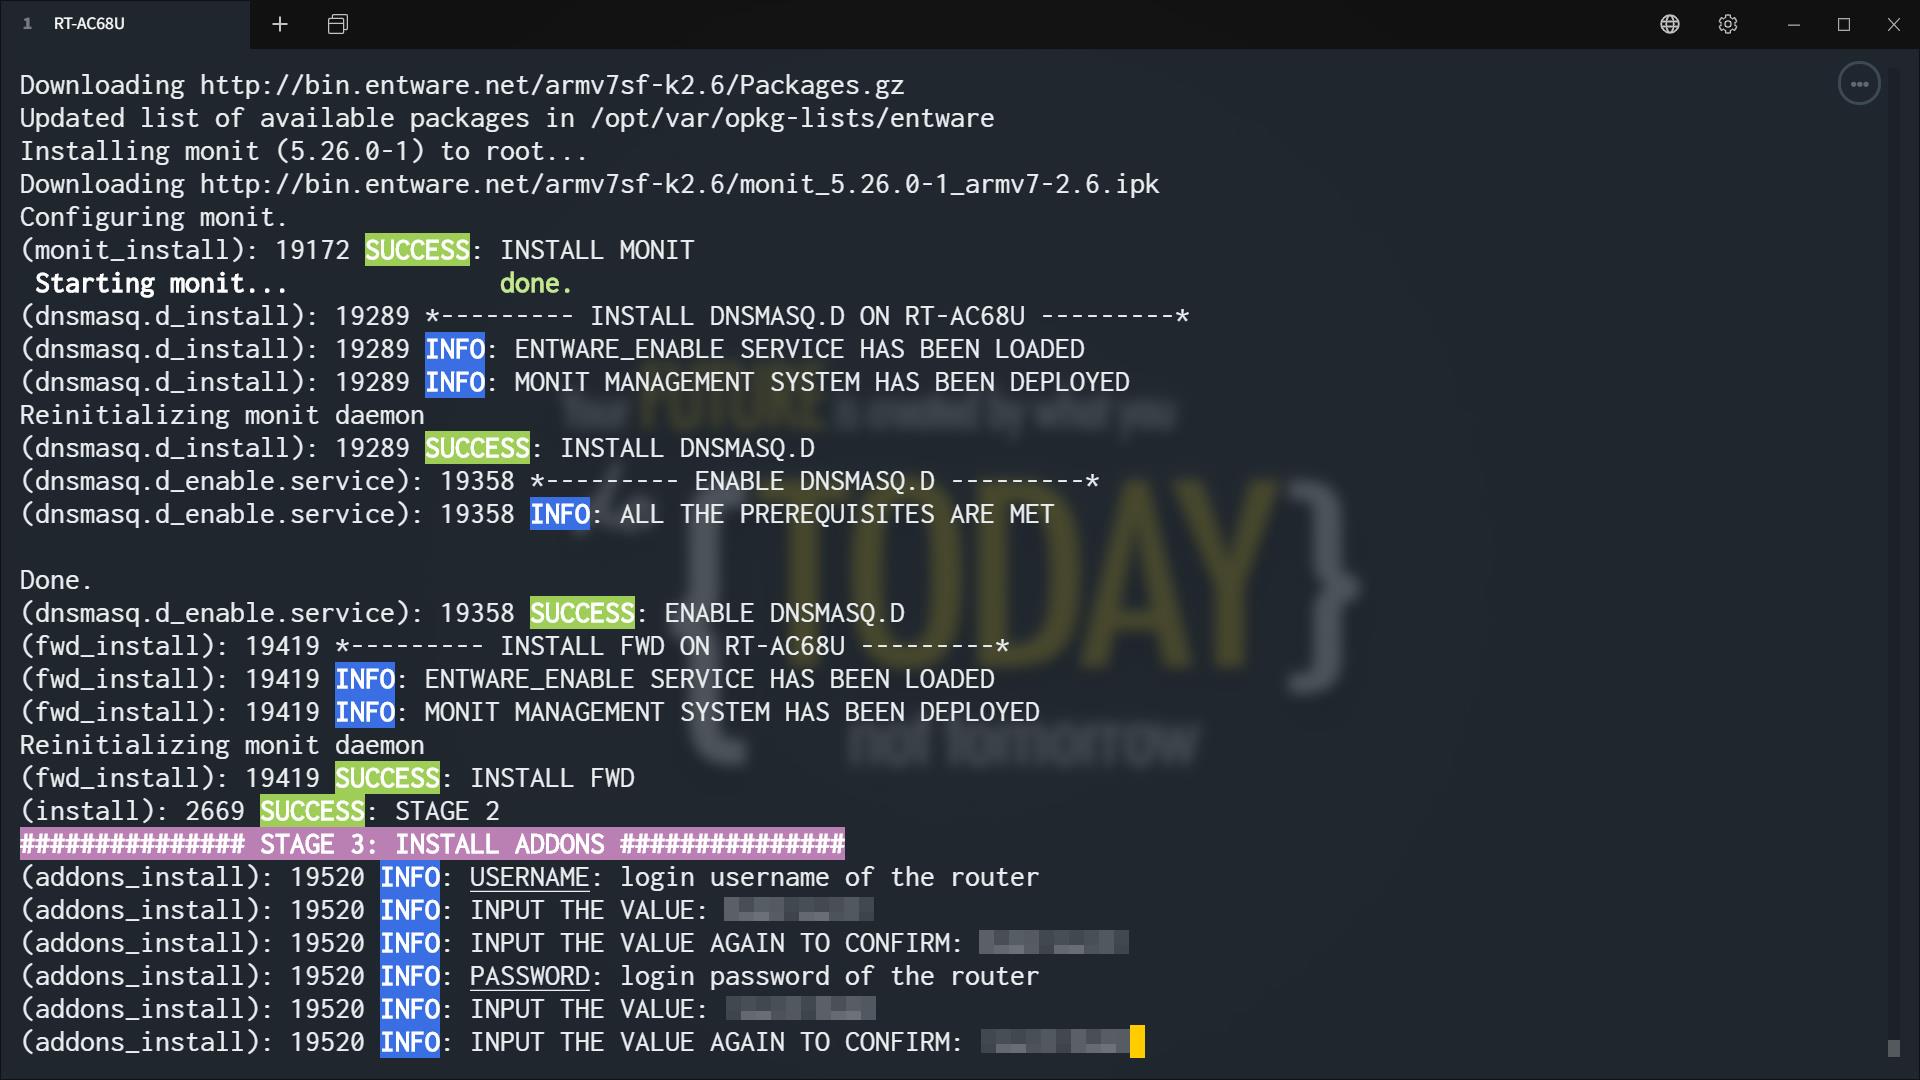 1 RT-AC68U
Downloading http://bin.entware.net/armv7sf-k2.6/Packages.gz
Updated list of available packages in /opt/var/opkg-lists/entware
Installing monit (5.26.0-1) to root...
Downloading http://bin.entware.net/armv7sf-k2.6/monit_5.26.0-1_armv7-2.6.ipk
Configuring monit.
(monit_install): 19172 SUCCESS: INSTALL MONIT
Starting monit... done.
(dnsmasq.d_install): 19289 *--------- INSTALL DNSMASQ.D ON RT-AC68U ---------*
(dnsmasq.d_install): 19289 INFO: ENTWARE_ENABLE SERVICE HAS BEEN LOADED
(dnsmasq.d_install): 19289 INFO: MONIT MANAGEMENT SYSTEM HAS BEEN DEPLOYED
Your FUTURE is created by what you
Reinitializing monit daemon
(dnsmasq.d_install): 19289 SUCCESS: INSTALL DNSMASQ.D
(dnsmasq.d_enable.service): 19358 *--------- ENABLE DNSMASQ.D ---------*
(dnsmasq.d_enable.service): 19358 INFO: ALL THE PREREQUISITES ARE MET
{TODAY}
Done.
(dnsmasq.d_enable.service): 19358 SUCCESS: ENABLE DNSMASQ.D
(fwd_install): 19419 *--------- INSTALL FWD ON RT-AC68U ---------*
(fwd_install): 19419 INFO: ENTWARE_ENABLE SERVICE HAS BEEN LOADED
(fwd_install): 19419 INFO: MONIT MANAGEMENT SYSTEM HAS BEEN DEPLOYED
not tomorrow
Reinitializing monit daemon
(fwd_install): 19419 SUCCESS: INSTALL FWD
(install): 2669 SUCCESS: STAGE 2
############### STAGE 3: INSTALL ADDONS ###############
(addons_install): 19520 INFO: USERNAME: login username of the router
(addons_install): 19520 INFO: INPUT THE VALUE:
(addons_install): 19520 INFO: INPUT THE VALUE AGAIN TO CONFIRM:
(addons_install): 19520 INFO: PASSWORD: login password of the router
(addons_install): 19520 INFO: INPUT THE VALUE:
(addons_install): 19520 INFO: INPUT THE VALUE AGAIN TO CONFIRM: